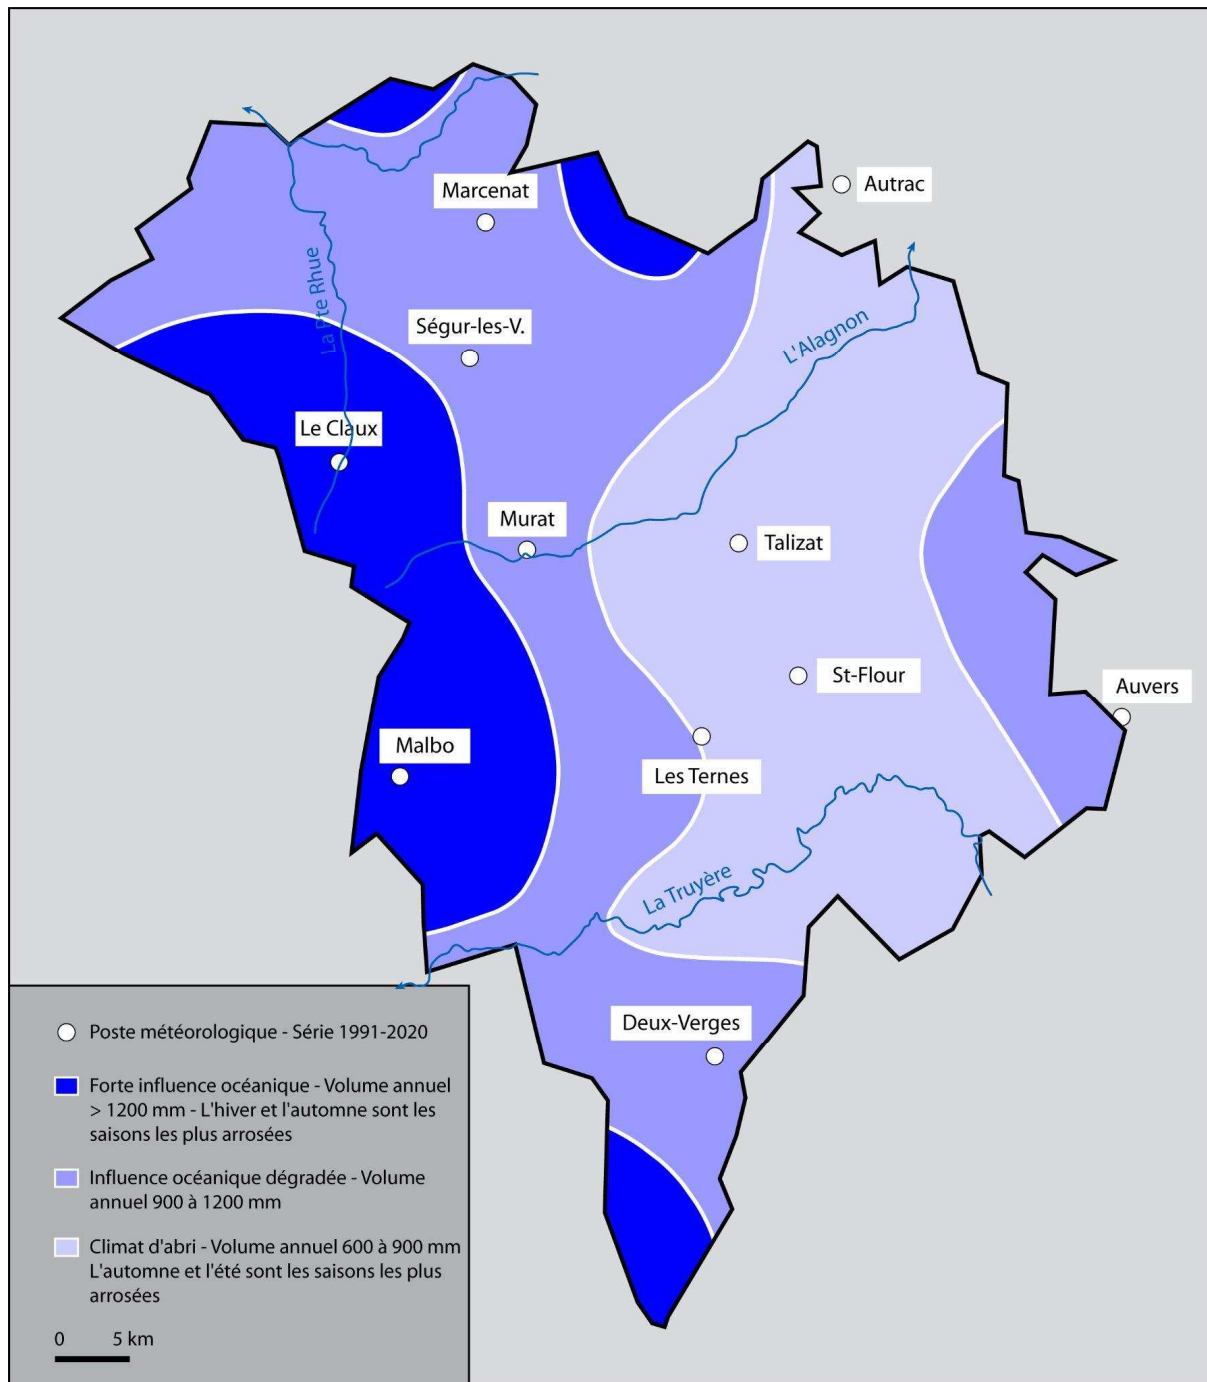 Autrac
Marcenat
La Pte Rhue
Ségur-les-V.
L'Alagnon
Le Claux
Murat
Talizat
St-Flour
Auvers
Malbo
Les Ternes
La Truyère
Deux-Verges
Poste météorologique - Série 1991-2020
Forte influence océanique - Volume annuel
> 1200 mm - L'hiver et l'automne sont les
saisons les plus arrosées
Influence océanique dégradée - Volume
annuel 900 à 1200 mm
Climat d'abri - Volume annuel 600 à 900 mm
L'automne et l'été sont les saisons les plus
arrosées
0 5 km